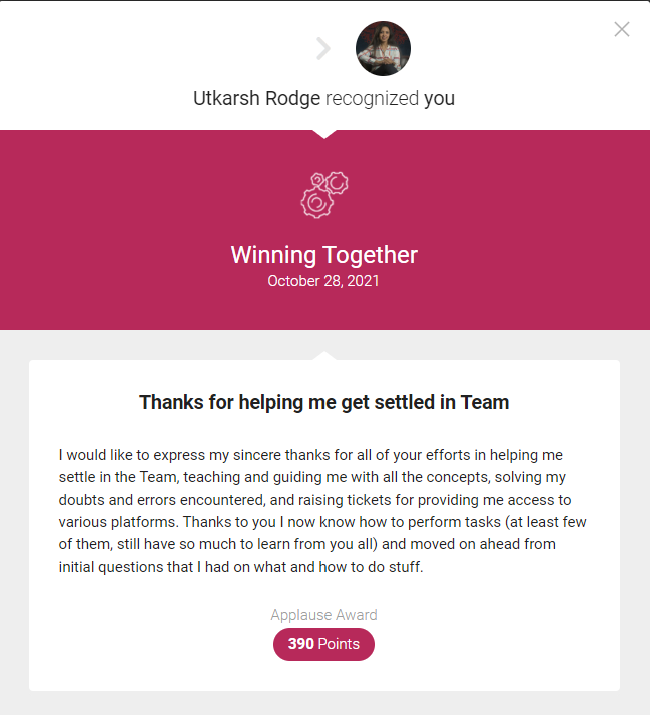 Utkarsh Rodge recognized you
Winning Together
October 28, 2021
Thanks for helping me get settled in Team
I would like to express my sincere thanks for all of your efforts in helping me
settle in the Team, teaching and guiding me with all the concepts, solving my
doubts and errors encountered, and raising tickets for providing me access to
various platforms. Thanks to you I now know how to perform tasks (at least few
of them, still have so much to learn from you all) and moved on ahead from
initial questions that I had on what and how to do stuff.
Applause Award
390 Points